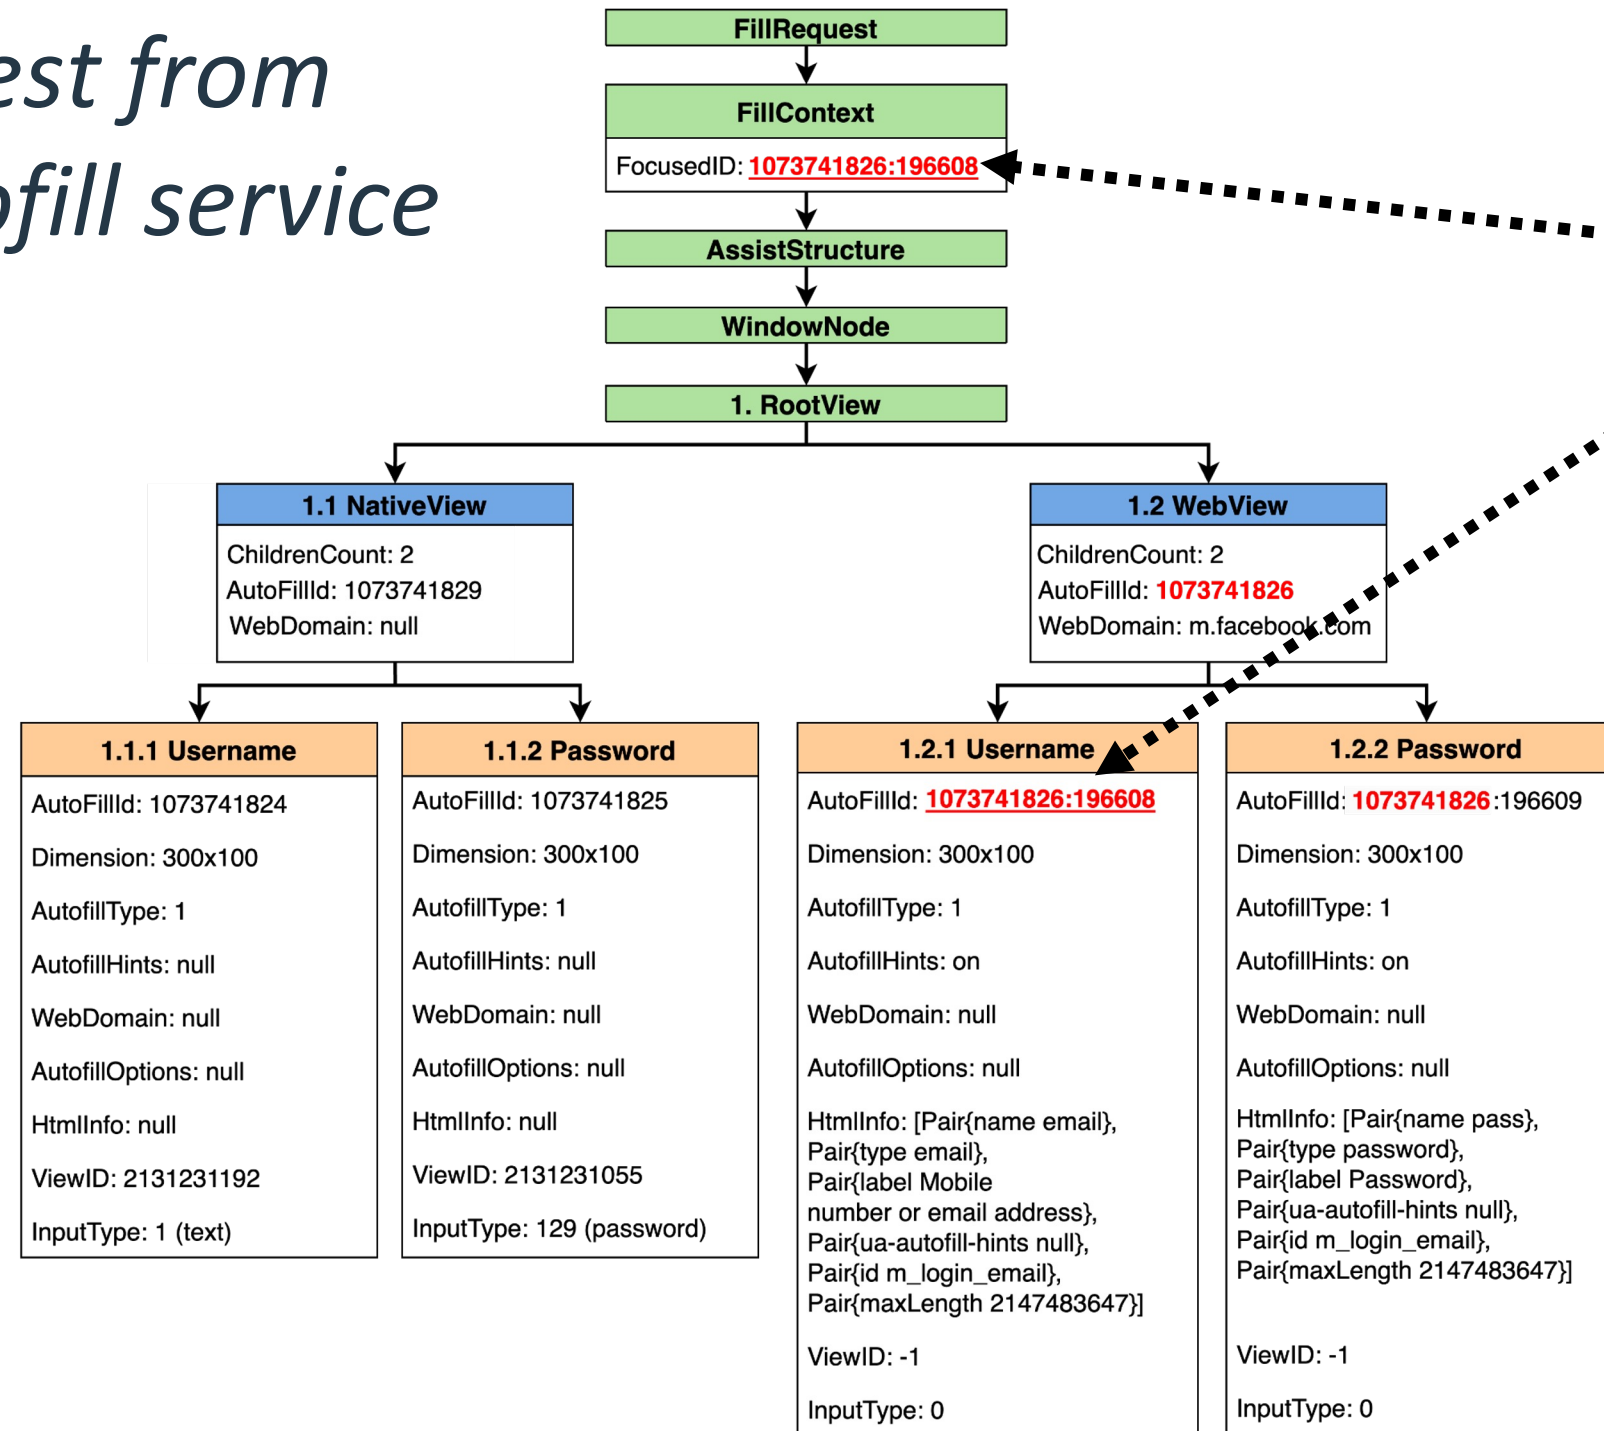 est from
ofill service
FillRequest
FillContext
FocusedID: 1073741826:196608
AssistStructure
WindowNode
1. RootView
1.1 NativeView
ChildrenCount: 2
AutoFillId: 1073741829
WebDomain: null
1.2 WebView
ChildrenCount: 2
AutoFillId: 1073741826
WebDomain: m.facebook.com
1.1.1 Username
AutoFillId: 1073741824
Dimension: 300x100
AutofillType: 1
AutofillHints: null
WebDomain: null
AutofillOptions: null
HtmlInfo: null
ViewID: 2131231192
InputType: 1 (text)
1.1.2 Password
AutoFillId: 1073741825
Dimension: 300x100
AutofillType: 1
AutofillHints: null
WebDomain: null
AutofillOptions: null
HtmlInfo: null
ViewID: 2131231055
InputType: 129 (password)
1.2.1 Username
AutoFillId: 1073741826:196608
Dimension: 300x100
AutofillType: 1
AutofillHints: on
WebDomain: null
AutofillOptions: null
HtmlInfo: [Pair{name email},
Pair{type email},
Pair{label Mobile
number or email address},
Pair{ua-autofill-hints null},
Pair{id m_login_email},
Pair{maxLength 2147483647}]
ViewID: -1
InputType: 0
1.2.2 Password
AutoFillId: 1073741826:196609
Dimension: 300x100
AutofillType: 1
AutofillHints: on
WebDomain: null
AutofillOptions: null
HtmlInfo: [Pair{name pass},
Pair{type password},
Pair{label Password},
Pair{ua-autofill-hints null},
Pair{id m_login_email},
Pair{maxLength 2147483647}]
ViewID: -1
InputType: 0